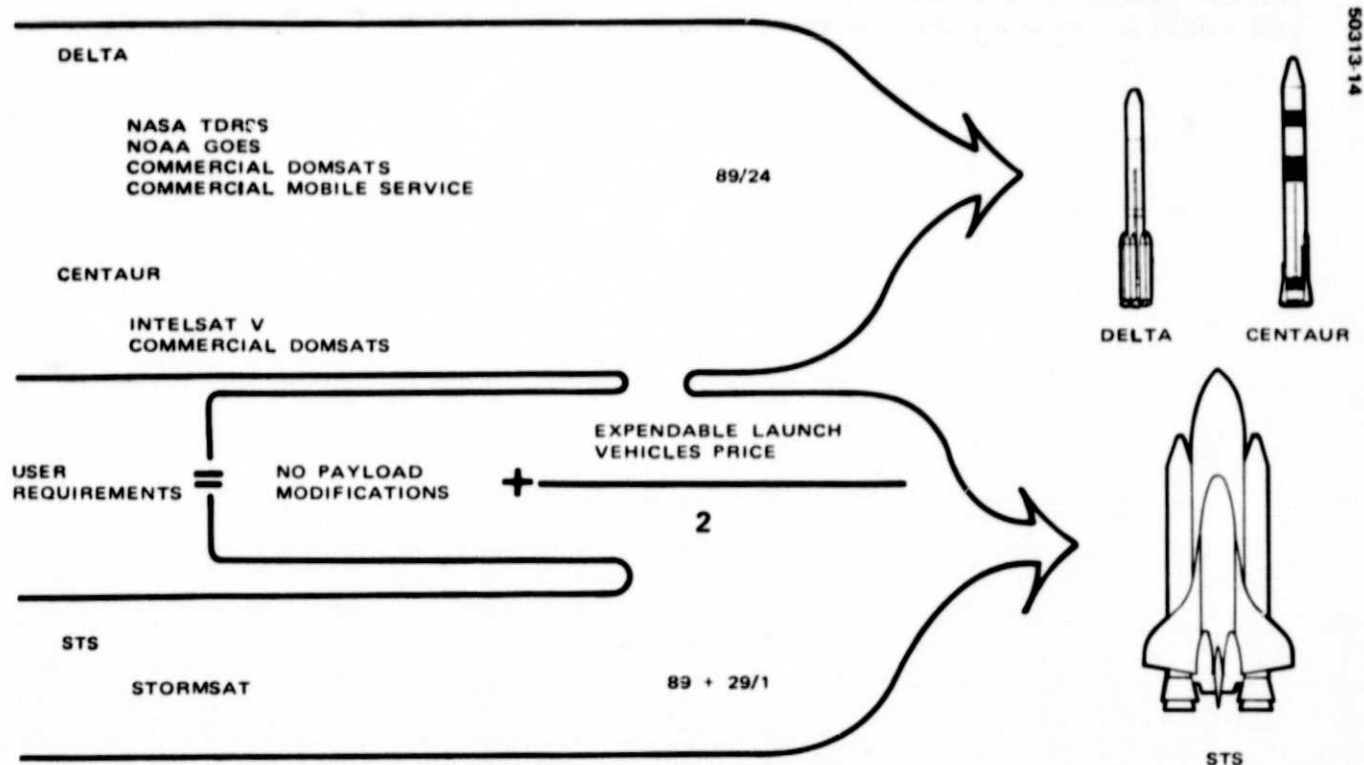 50313-14
DELTA
NASA TDRSS
NOAA GOES
COMMERCIAL DOMSATS
COMMERCIAL MOBILE SERVICE
89/24
CENTAUR
INTELSAT V
COMMERCIAL DOMSATS
DELTA
CENTAUR
USER
REQUIREMENTS
=
NO PAYLOAD
MODIFICATIONS
+
EXPENDABLE LAUNCH
VEHICLES PRICE
2
STS
STORMSAT
89 + 29/1
STS